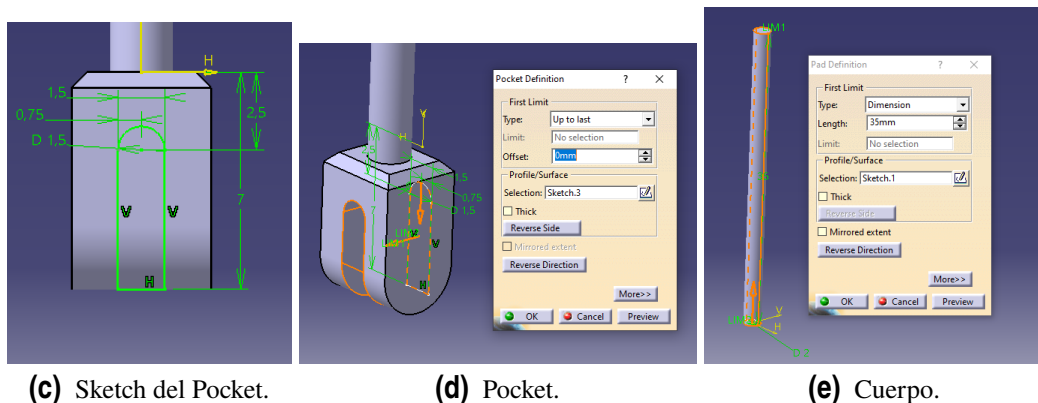 H
1,5
0,75
D 1,5
2,5
7
V
V
H
Y
H
2,5
1,5
0,75
D 1,5
7
V
H
Pocket Definition ? ×
First Limit
Type: Up to last
Limit: No selection
Offset: 0mm
Profile/Surface
Selection: Sketch.3
Thick
Reverse Side
Mirrored extent
Reverse Direction
More>>
OK Cancel Preview
LIM1
V
H
D 2
Pad Definition ? ×
First Limit
Type: Dimension
Length: 35mm
Limit: No selection
Profile/Surface
Selection: Sketch.1
Thick
Reverse Side
Mirrored extent
Reverse Direction
More>>
OK Cancel Preview
(c) Sketch del Pocket.
(d) Pocket.
(e) Cuerpo.